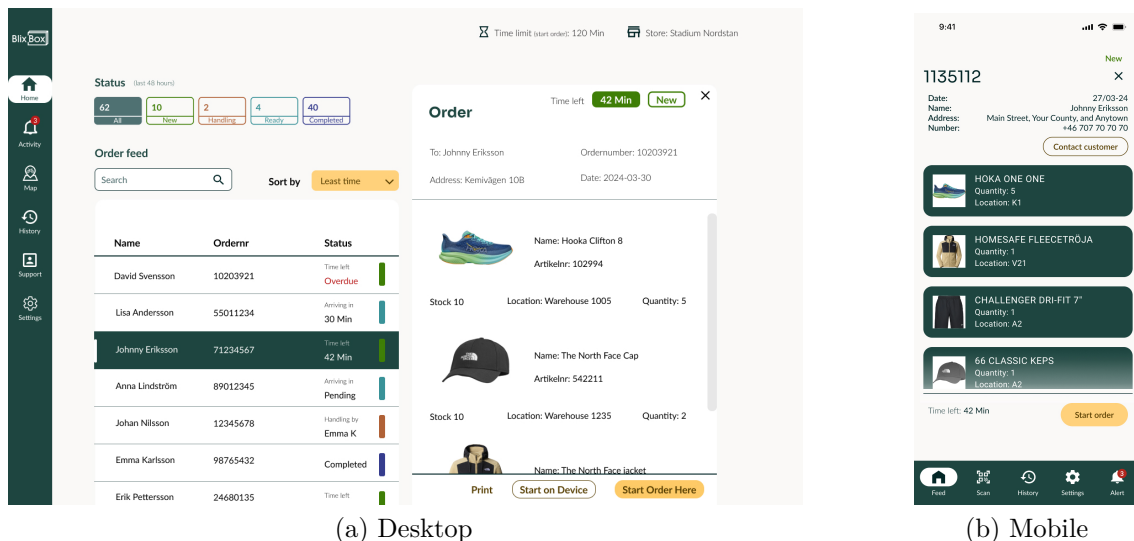 Blix Box
Home
3
Activity
Map
History
Support
Settings
Time limit (start order): 120 Min
Store: Stadium Nordstan
Status (last 48 hours)
62 10 2 4 40
All New Handling Ready Completed
Order feed
Search
Sort by Least time
Name Ordernr Status
David Svensson 10203921 Time left
Overdue
Lisa Andersson 55011234 Arriving in
30 Min
Johnny Eriksson 71234567 Time left
42 Min
Anna Lindström 89012345 Arriving in
Pending
Johan Nilsson 12345678 Handling by
Emma K
Emma Karlsson 98765432 Completed
Erik Pettersson 24680135 Time left
Order
Time left 42 Min New
To: Johnny Eriksson Ordernumber: 10203921
Address: Kemivägen 10B Date: 2024-03-30
Name: Hooka Clifton 8
Artikelnr: 102994
Stock 10 Location: Warehouse 1005 Quantity: 5
Name: The North Face Cap
Artikelnr: 542211
Stock 10 Location: Warehouse 1235 Quantity: 2
Name: The North Face jacket
Print Start on Device Start Order Here
(a) Desktop
9:41
New
1135112
Date: 27/03-24
Name: Johnny Eriksson
Address: Main Street, Your County, and Anytown
Number: +46 707 70 70 70
Contact customer
HOKA ONE ONE
Quantity: 5
Location: K1
HOMESAFE FLEECETRÖJA
Quantity: 1
Location: V21
CHALLENGER DRI-FIT 7"
Quantity: 1
Location: A2
66 CLASSIC KEPS
Quantity: 1
Location: A2
Time left: 42 Min
Start order
3
Feed Scan History Settings Alert
(b) Mobile